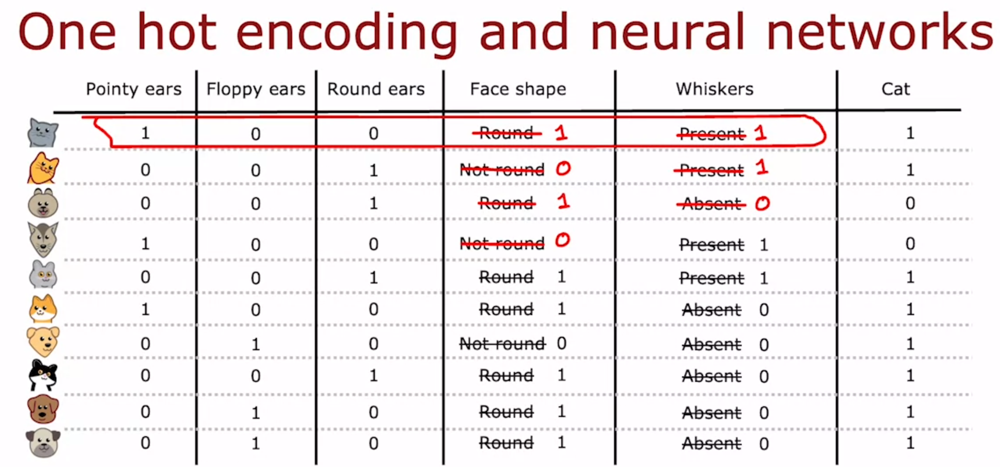 One hot encoding and neural networks
Pointy ears Floppy ears Round ears Face shape Whiskers Cat
1 0 0 Round 1 Present 1 1
0 0 1 Not round 0 Present 1 1
0 0 1 Round 1 Absent 0 0
1 0 0 Not round 0 Present 1 0
0 0 1 Round 1 Present 1 1
1 0 0 Round 1 Absent 0 1
0 1 0 Not round 0 Absent 0 1
0 0 1 Round 1 Absent 0 1
0 1 0 Round 1 Absent 0 1
0 1 0 Round 1 Absent 0 1